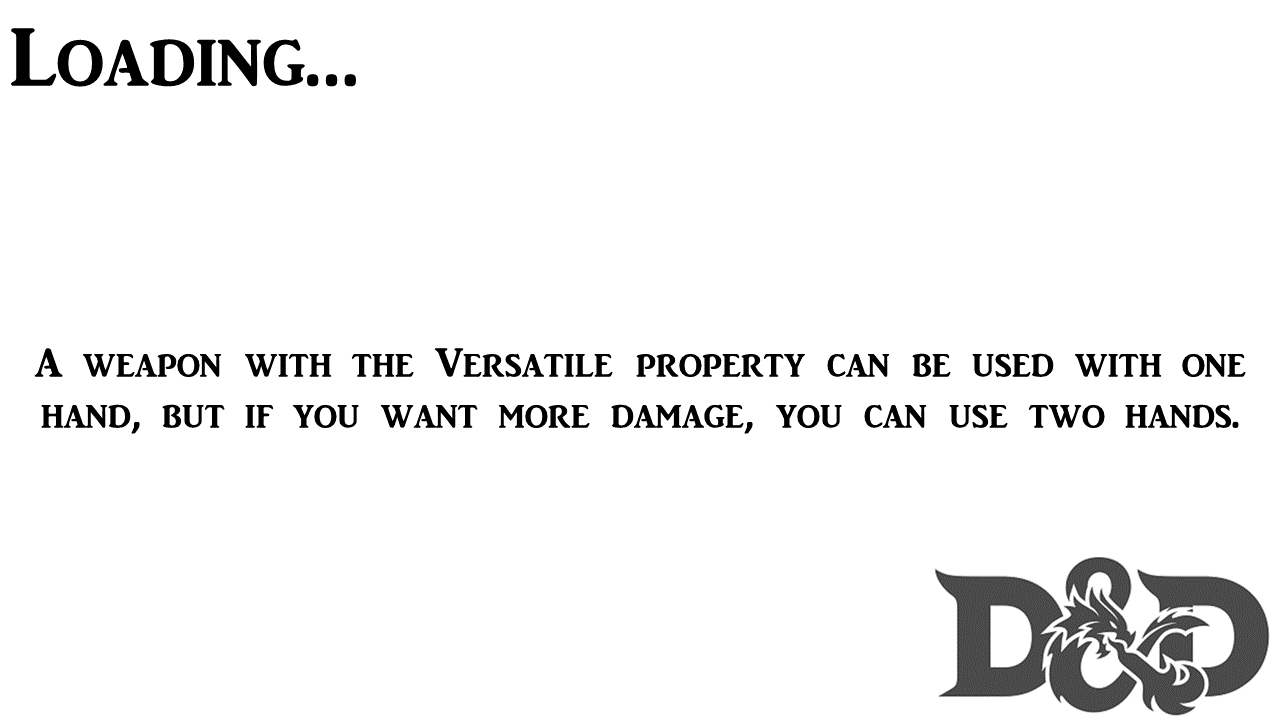 Loading...
A weapon with the Versatile property can be used with one
hand, but if you want more damage, you can use two hands.
D&D